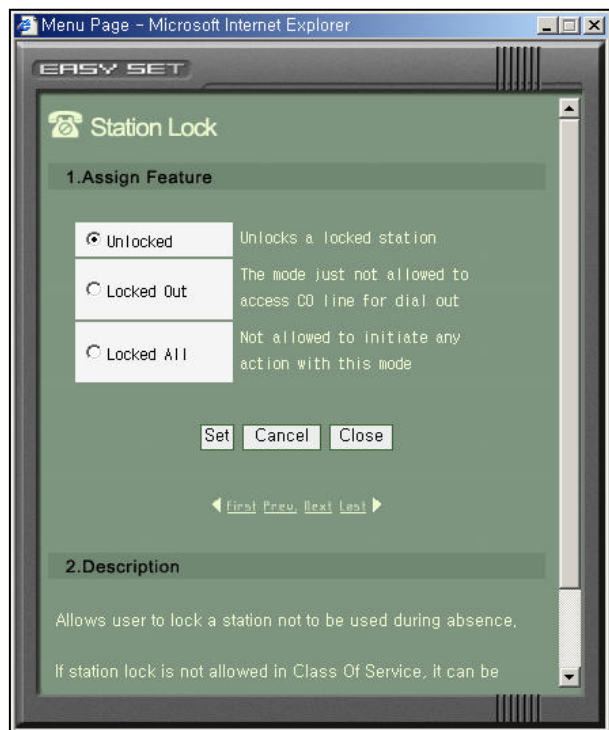 Menu Page - Microsoft Internet Explorer
EASY SET
Station Lock
1.Assign Feature
Unlocked
Unlocks a locked station
Locked Out
The mode just not allowed to
access CO line for dial out
Locked All
Not allowed to initiate any
action with this mode
Set Cancel Close
First Prev. Next Last
2.Description
Allows user to lock a station not to be used during absence.
If station lock is not allowed in Class Of Service, it can be